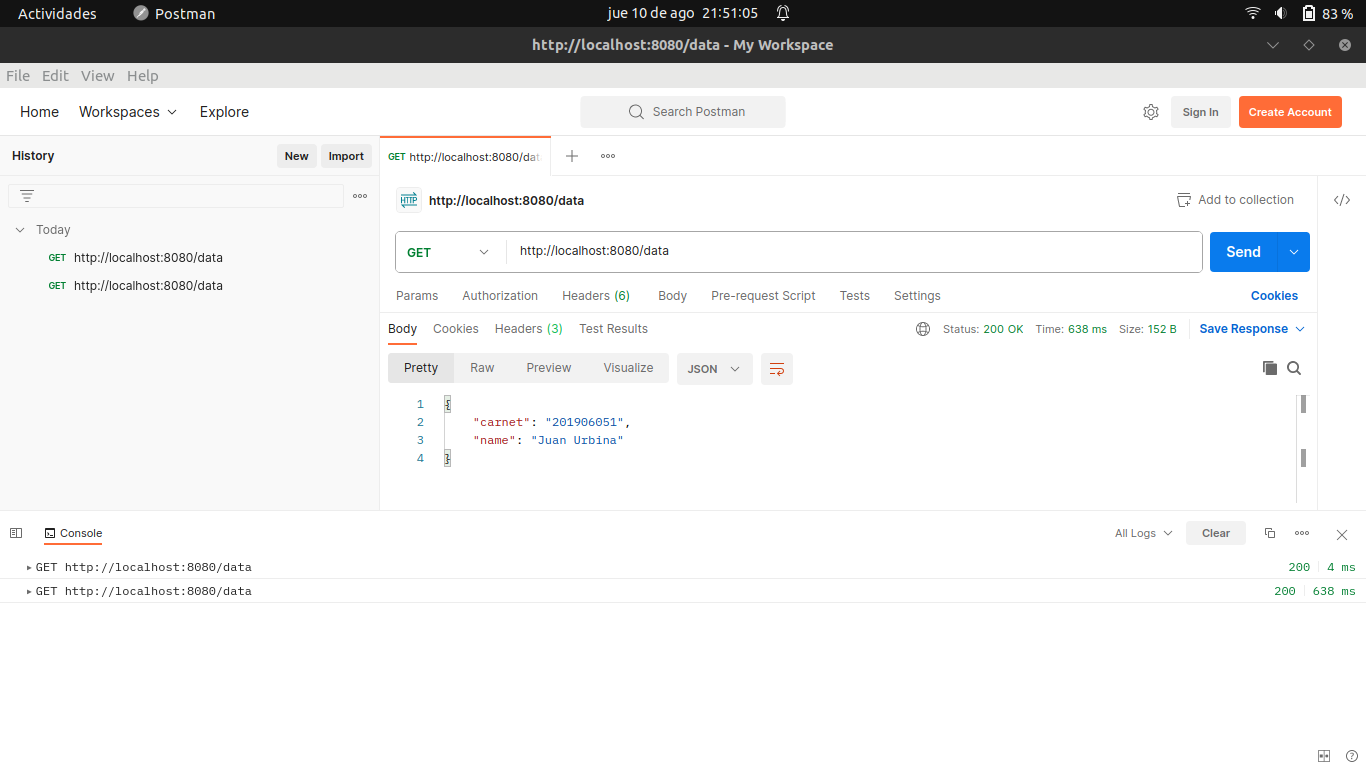 Actividades Postman jue 10 de ago 21:51:05 83 %
http://localhost:8080/data - My Workspace
File Edit View Help
Home Workspaces Explore Search Postman Sign In Create Account
History New Import
GET http://localhost:8080/dat
HTTP http://localhost:8080/data Add to collection
Today
GET http://localhost:8080/data
GET http://localhost:8080/data
GET http://localhost:8080/data Send
Params Authorization Headers (6) Body Pre-request Script Tests Settings Cookies
Body Cookies Headers (3) Test Results Status: 200 OK Time: 638 ms Size: 152 B Save Response
Pretty Raw Preview Visualize JSON
1 {
2 "carnet": "201906051",
3 "name": "Juan Urbina"
4 }
Console All Logs Clear
GET http://localhost:8080/data 200 4 ms
GET http://localhost:8080/data 200 638 ms